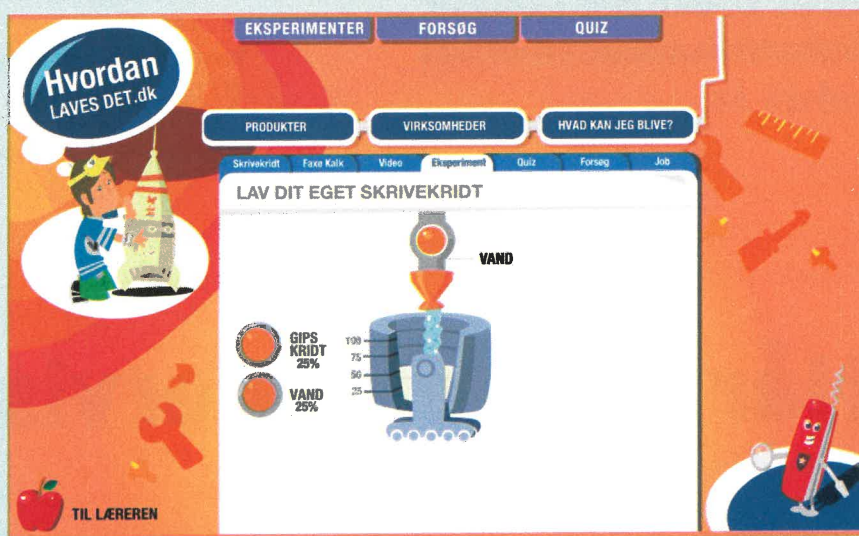 EKSPERIMENTER FORSØG QUIZ
Hvordan
LAVES DET.dk
PRODUKTER VIRKSOMHEDER HVAD KAN JEG BLIVE?
Skrivekridt Faxe Kalk Video Eksperiment Quiz Forsøg Job
LAV DIT EGET SKRIVEKRIDT
VAND
GIPS
KRIDT
25%
VAND
25%
100
75
50
25
TIL LÆREREN